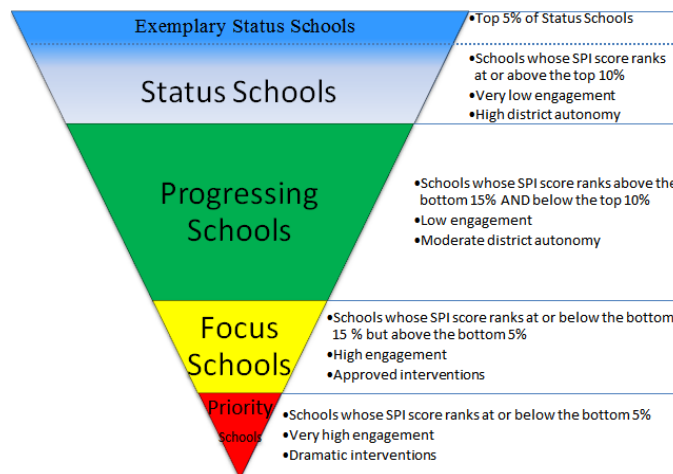 Exemplary Status Schools
•Top 5% of Status Schools
Status Schools
•Schools whose SPI score ranks
at or above the top 10%
•Very low engagement
•High district autonomy
Progressing
Schools
•Schools whose SPI score ranks above the
bottom 15% AND below the top 10%
•Low engagement
•Moderate district autonomy
Focus
Schools
•Schools whose SPI score ranks at or below the bottom
15 % but above the bottom 5%
•High engagement
•Approved interventions
Priority
Schools
•Schools whose SPI score ranks at or below the bottom 5%
•Very high engagement
•Dramatic interventions